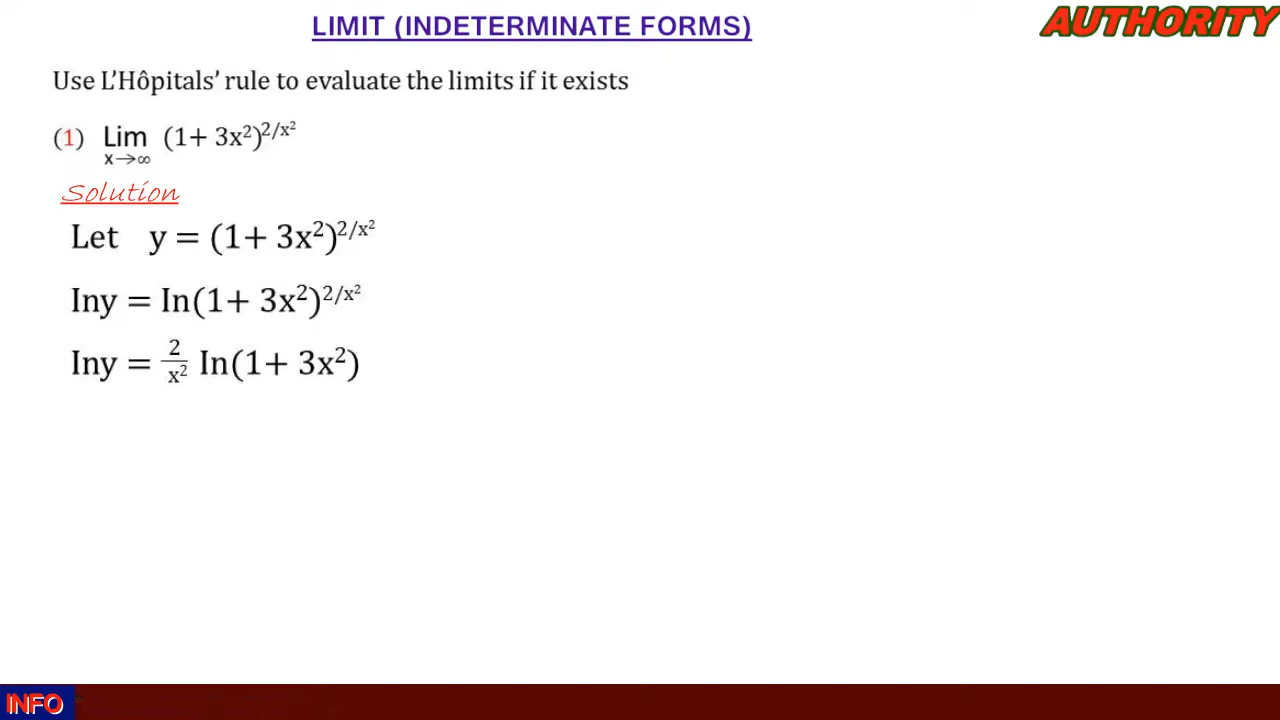 LIMIT (INDETERMINATE FORMS)
AUTHORITY
Use L’Hôpitals’ rule to evaluate the limits if it exists
(1) Lim x→∞ (1+ 3x²)^2/x²
Solution
Let y = (1+ 3x²)^2/x²
Iny = In(1+ 3x²)^2/x²
Iny = 2/x² In(1+ 3x²)
INFO